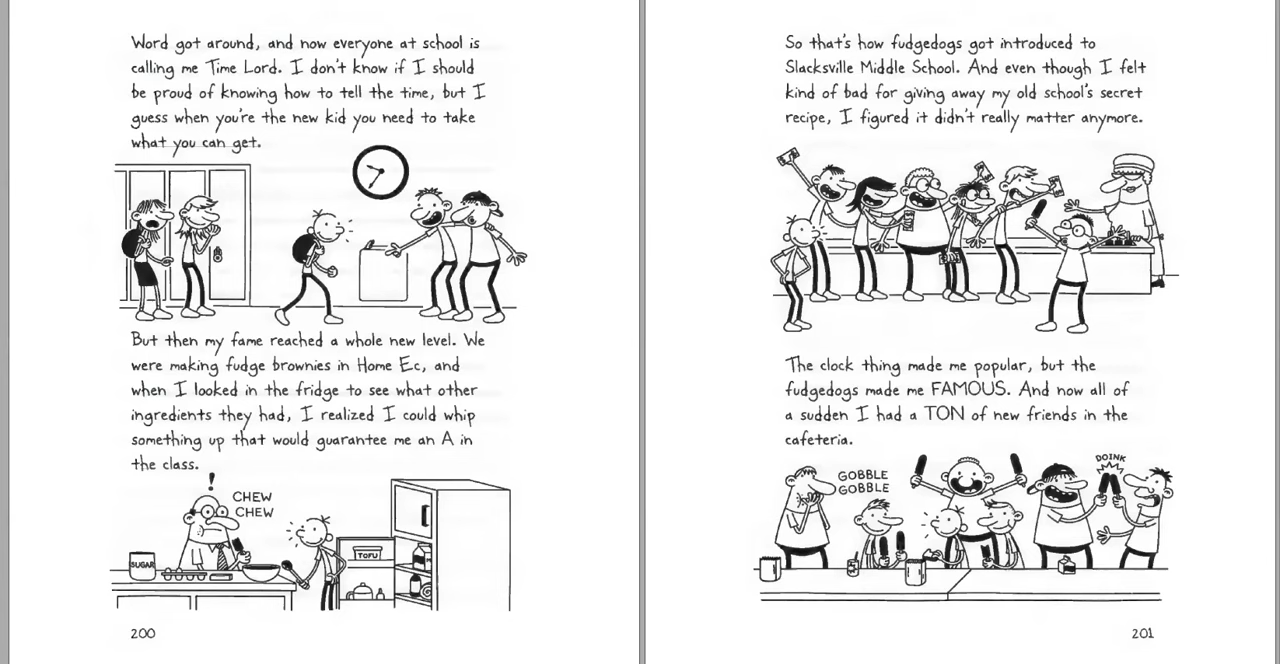 Word got around, and now everyone at school is
calling me Time Lord. I don't know if I should
be proud of knowing how to tell the time, but I
guess when you're the new kid you need to take
what you can get.
But then my fame reached a whole new level. We
were making fudge brownies in Home Ec, and
when I looked in the fridge to see what other
ingredients they had, I realized I could whip
something up that would guarantee me an A in
the class.
!
CHEW
CHEW
TOFU
SUGAR
200
So that's how fudgedogs got introduced to
Slacksville Middle School. And even though I felt
kind of bad for giving away my old school's secret
recipe, I figured it didn't really matter anymore.
The clock thing made me popular, but the
fudgedogs made me FAMOUS. And now all of
a sudden I had a TON of new friends in the
cafeteria.
DOINK
GOBBLE
GOBBLE
201